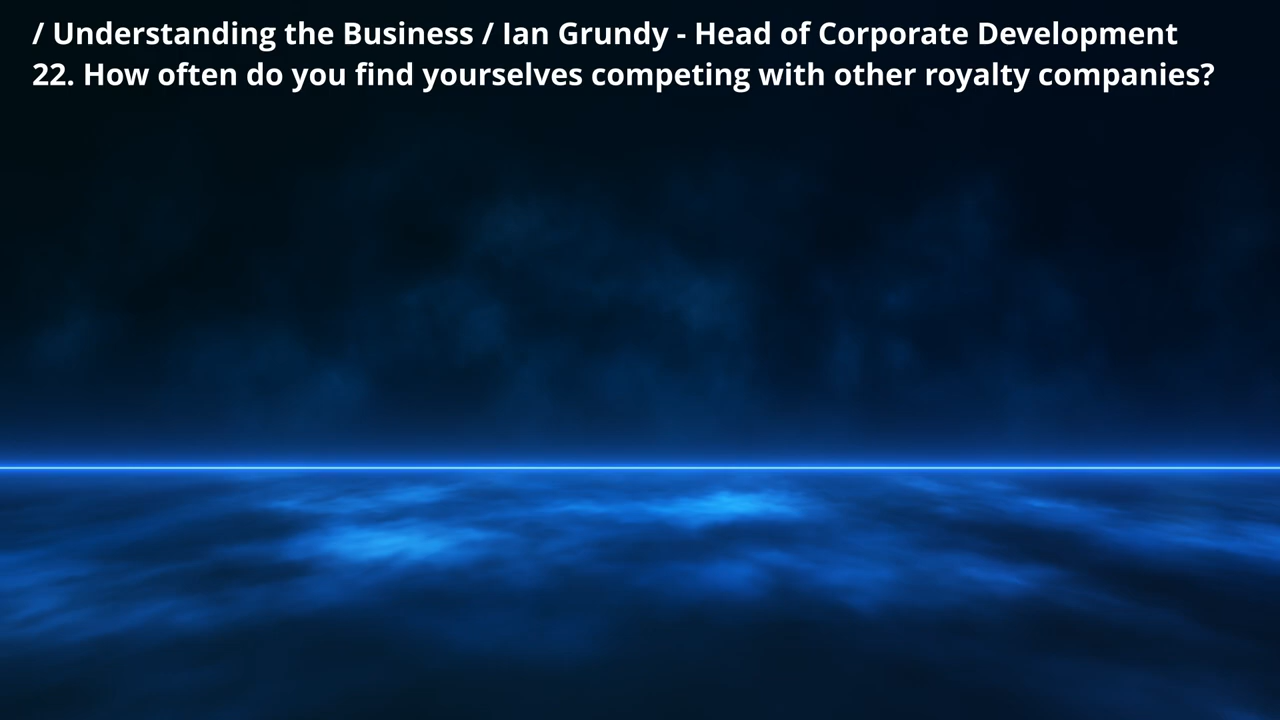 / Understanding the Business / Ian Grundy - Head of Corporate Development
22. How often do you find yourselves competing with other royalty companies?